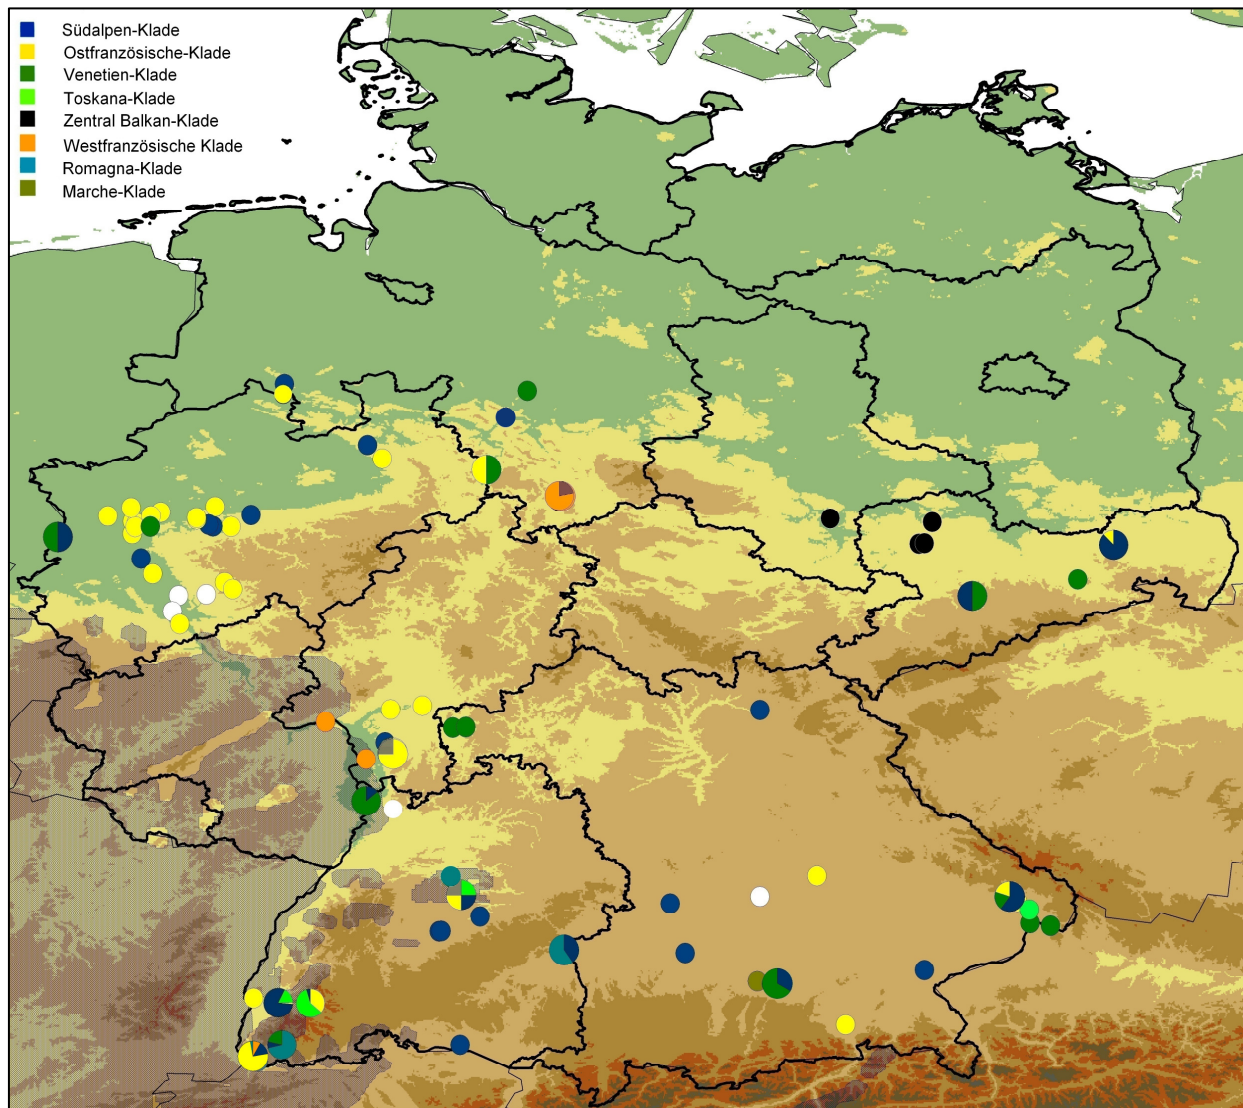 Südalpen-Klade
Ostfranzösische-Klade
Venetien-Klade
Toskana-Klade
Zentral Balkan-Klade
Westfranzösische Klade
Romagna-Klade
Marche-Klade